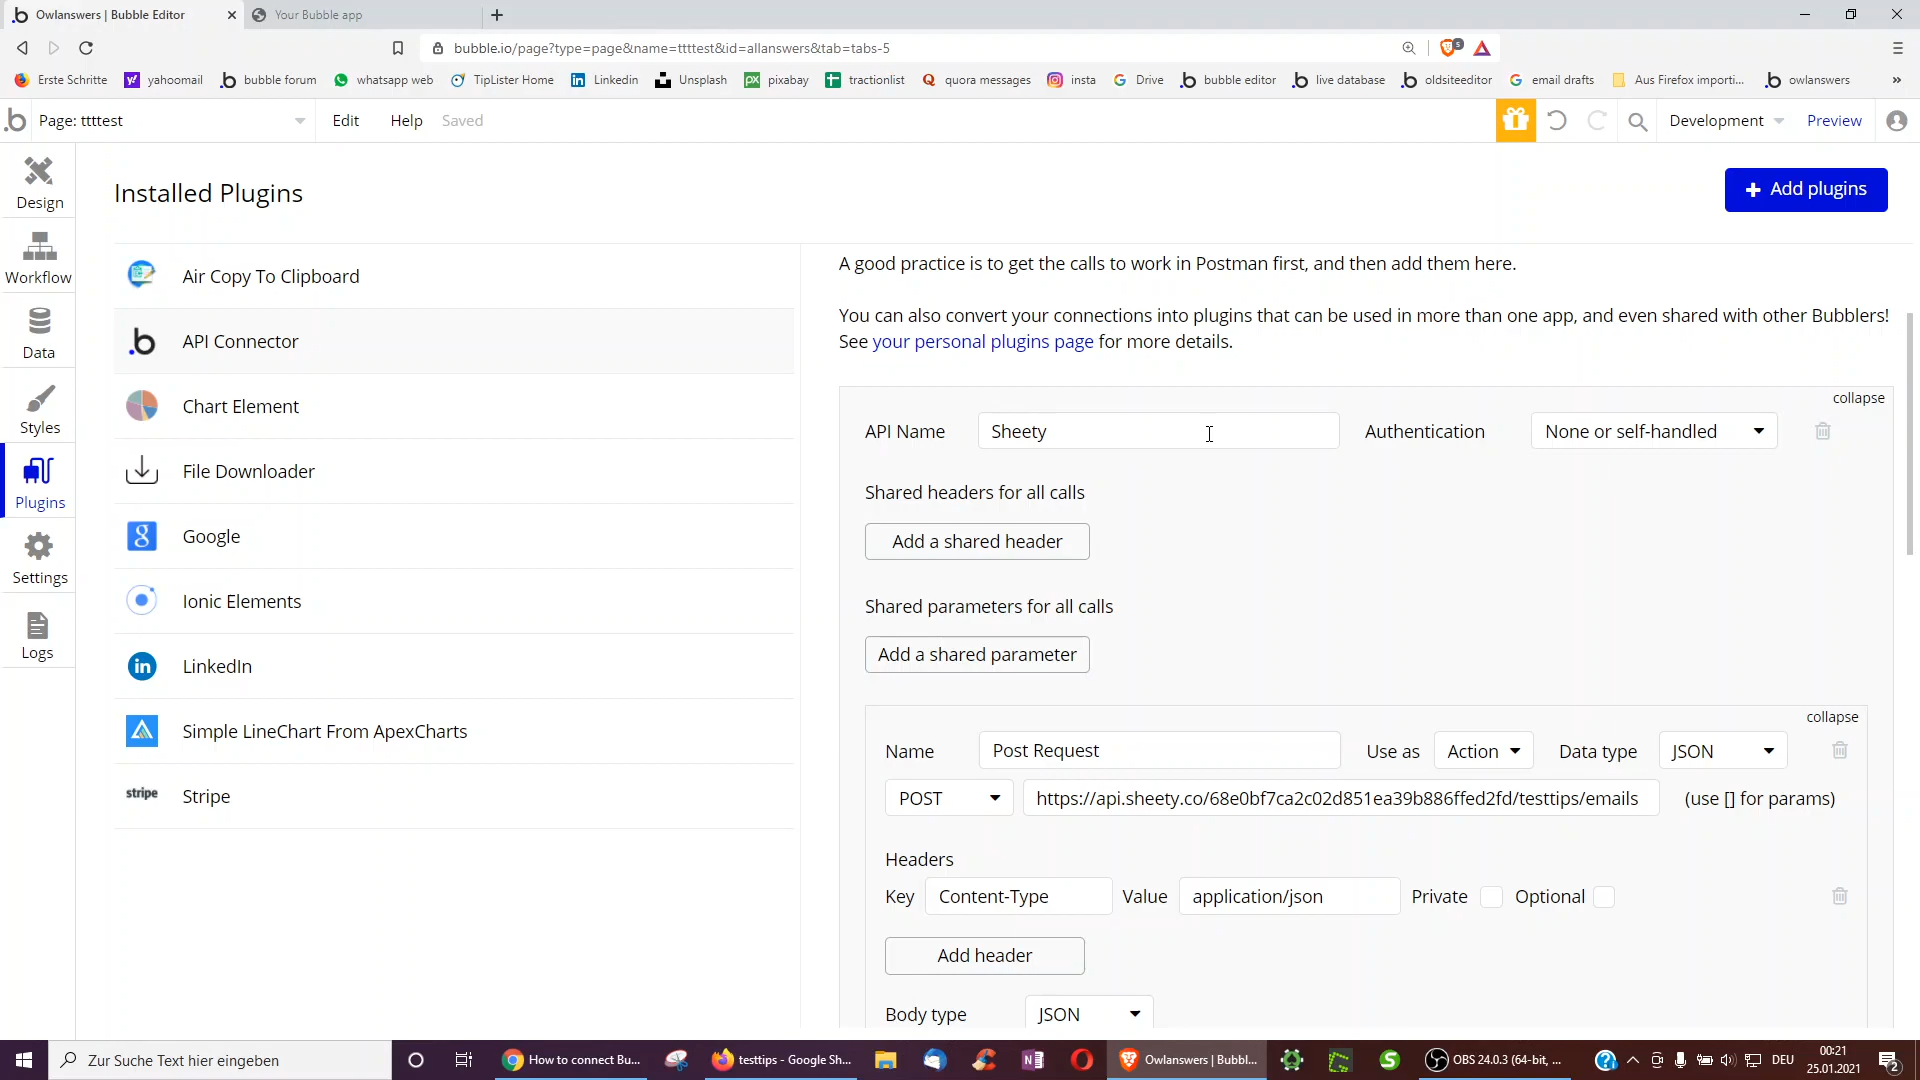 Owlanswers | Bubble Editor
Your Bubble app
bubble.io/page?type=page&name=ttttest&id=allanswers&tab=tabs-5
5
Erste Schritte
yahoomail
bubble forum
whatsapp web
TipLister Home
Linkedin
Unsplash
pixabay
tractionlist
quora messages
insta
Drive
bubble editor
live database
oldsiteeditor
email drafts
Aus Firefox importi...
owlanswers
Page: ttttest
Edit
Help
Saved
Development
Preview
Design
Workflow
Data
Styles
Plugins
Settings
Logs
Installed Plugins
+ Add plugins
Air Copy To Clipboard
API Connector
Chart Element
File Downloader
Google
Ionic Elements
LinkedIn
Simple LineChart From ApexCharts
stripe Stripe
A good practice is to get the calls to work in Postman first, and then add them here.
You can also convert your connections into plugins that can be used in more than one app, and even shared with other Bubblers!
See your personal plugins page for more details.
collapse
API Name Sheety Authentication None or self-handled
Shared headers for all calls
Add a shared header
Shared parameters for all calls
Add a shared parameter
collapse
Name Post Request Use as Action Data type JSON
POST https://api.sheety.co/68e0bf7ca2c02d851ea39b886ffed2fd/testtips/emails (use [] for params)
Headers
Key Content-Type Value application/json Private Optional
Add header
Body type JSON
Zur Suche Text hier eingeben
How to connect Bu...
testtips - Google Sh...
Owlanswers | Bubbl...
OBS 24.0.3 (64-bit, ...
DEU
00:21
25.01.2021
2